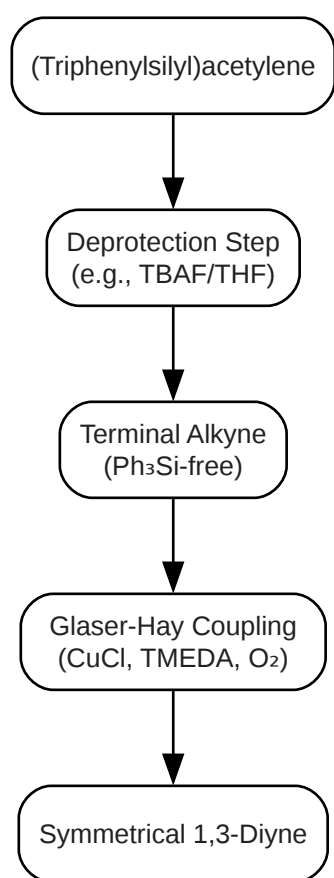 (Triphenylsilyl)acetylene
Deprotection Step
(e.g., TBAF/THF)
Terminal Alkyne
(Ph₃Si-free)
Glaser-Hay Coupling
(CuCl, TMEDA, O₂)
Symmetrical 1,3-Diyne